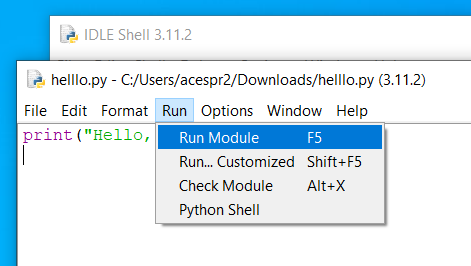 IDLE Shell 3.11.2
helllo.py - C:/Users/acespr2/Downloads/helllo.py (3.11.2)
File Edit Format Run Options Window Help
print("Hello,
Run Module F5
Run... Customized Shift+F5
Check Module Alt+X
Python Shell